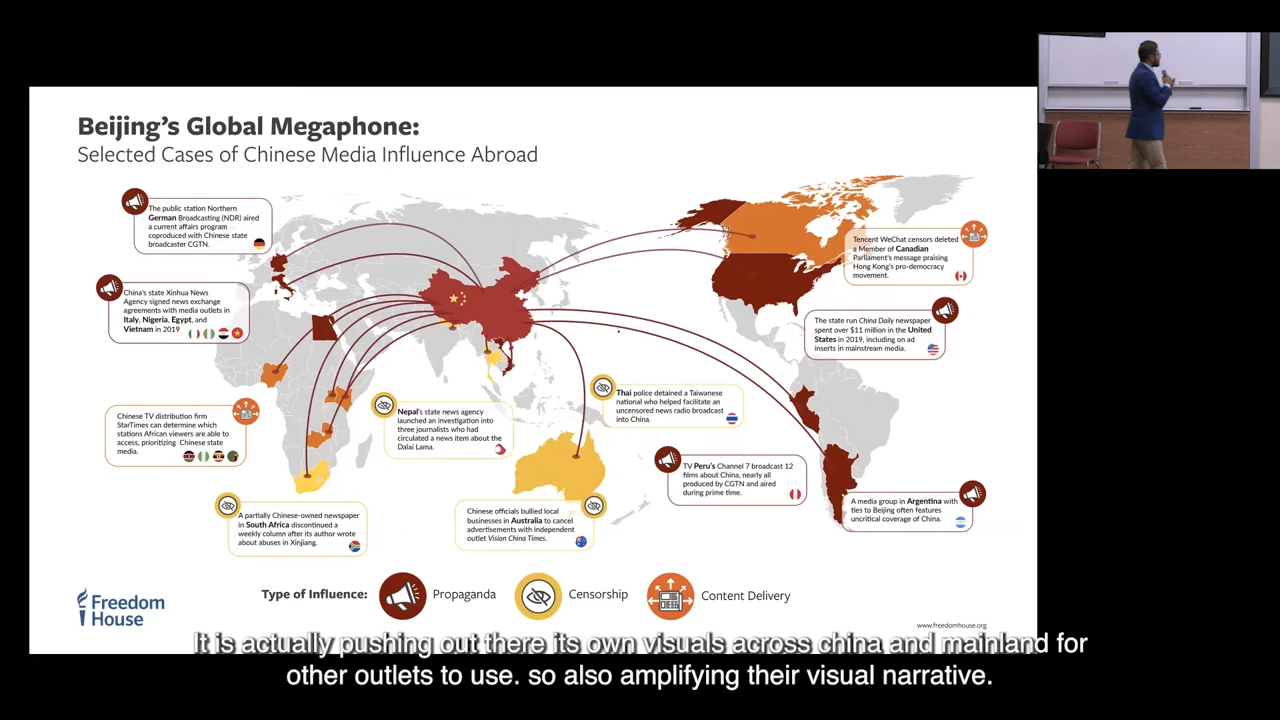 Beijing's Global Megaphone:
Selected Cases of Chinese Media Influence Abroad
The public station Northern
German Broadcasting (NDR) aired
a current affairs program
coproduced with Chinese state
broadcaster CGTN.
China's state Xinhua News
Agency signed news exchange
agreements with media outlets in
Italy, Nigeria, Egypt, and
Vietnam in 2019
Chinese TV distribution firm
StarTimes can determine which
stations African viewers are able to
access, prioritizing Chinese state
media.
A partially Chinese-owned newspaper
in South Africa discontinued a
weekly column after its author wrote
about abuses in Xinjiang.
Nepal's state news agency
launched an investigation into
three journalists who had
circulated a news item about the
Dalai Lama.
Chinese officials bullied local
businesses in Australia to cancel
advertisements with independent
outlet Vision China Times.
Thai police detained a Taiwanese
national who helped facilitate an
uncensored news radio broadcast
into China.
TV Peru's Channel 7 broadcast 12
films about China, nearly all
produced by CGTN and aired
during prime time.
Tencent WeChat censors deleted
a Member of Canadian
Parliament's message praising
Hong Kong's pro-democracy
movement.
The state run China Daily newspaper
spent over $11 million in the United
States in 2019, including on ad
inserts in mainstream media.
A media group in Argentina with
ties to Beijing often features
uncritical coverage of China.
Type of Influence:
Propaganda
Censorship
Content Delivery
Freedom
House
www.freedomhouse.org
It is actually pushing out there its own visuals across china and mainland for
other outlets to use. so also amplifying their visual narrative.